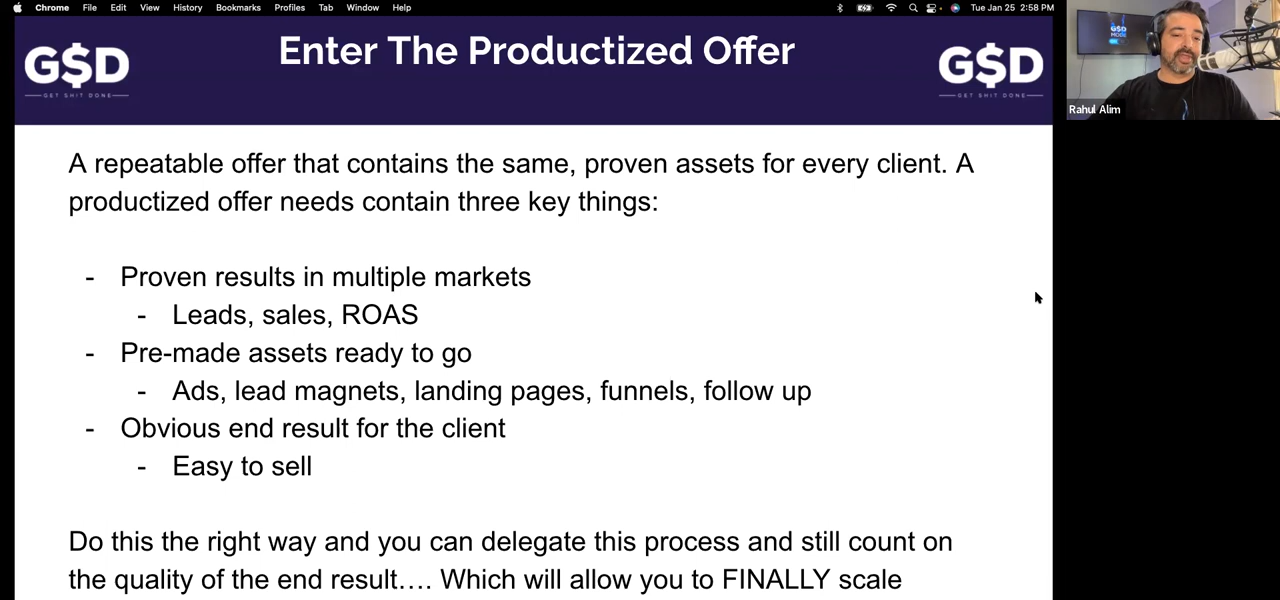 Chrome File Edit View History Bookmarks Profiles Tab Window Help Tue Jan 25 2:58 PM
G$D
GET SHIT DONE
Enter The Productized Offer
G$D
GET SHIT DONE
G$D
Rahul Alim
A repeatable offer that contains the same, proven assets for every client. A
productized offer needs contain three key things:
- Proven results in multiple markets
- Leads, sales, ROAS
- Pre-made assets ready to go
- Ads, lead magnets, landing pages, funnels, follow up
- Obvious end result for the client
- Easy to sell
Do this the right way and you can delegate this process and still count on
the quality of the end result…. Which will allow you to FINALLY scale